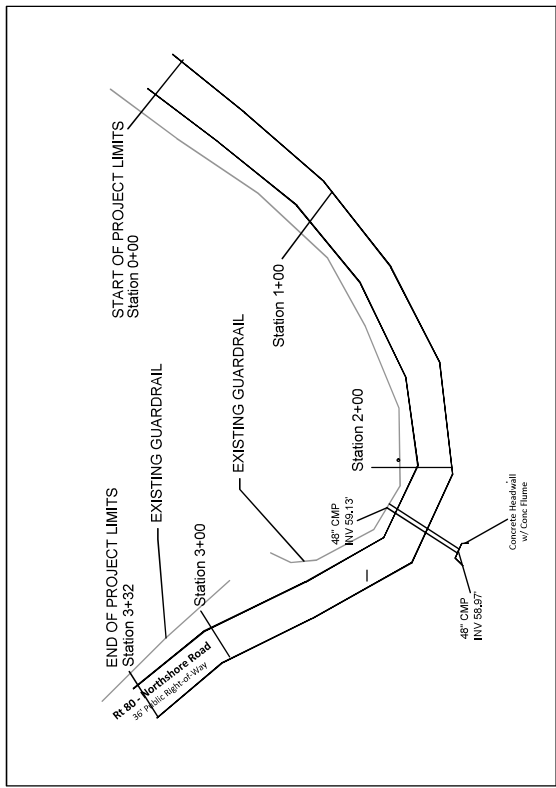 START OF PROJECT LIMITS
Station 0+00
Station 1+00
EXISTING GUARDRAIL
EXISTING GUARDRAIL
Station 2+00
END OF PROJECT LIMITS
Station 3+32
Station 3+00
48" CMP
INV 59.13'
Rt 80 - Northshore Road
36' Public Right-of-Way
Concrete Headwall
w/ Conc Flume
48" CMP
INV 58.97'